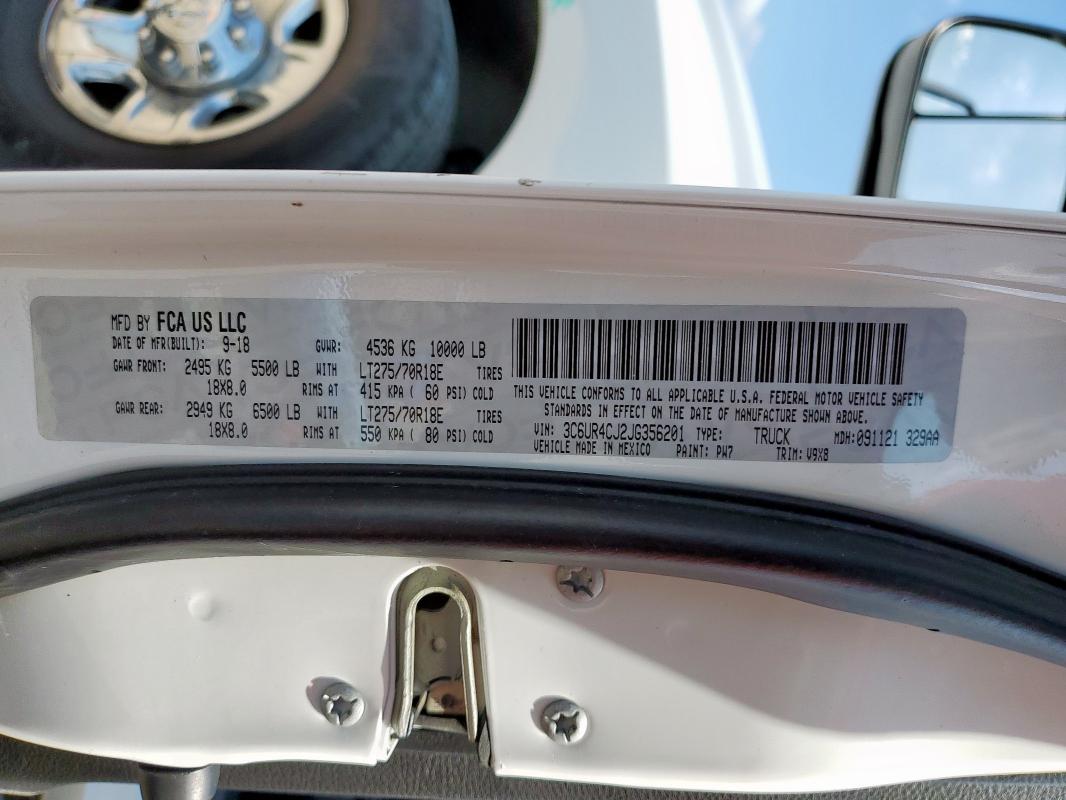 MFD BY FCA US LLC
DATE OF MFR(BUILT): 9-18 GVWR: 4536 KG 10000 LB
GAWR FRONT: 2495 KG 5500 LB WITH LT275/70R18E TIRES
18X8.0 RIMS AT 415 KPA ( 60 PSI) COLD
GAWR REAR: 2949 KG 6500 LB WITH LT275/70R18E TIRES
18X8.0 RIMS AT 550 KPA ( 80 PSI) COLD
THIS VEHICLE CONFORMS TO ALL APPLICABLE U.S.A. FEDERAL MOTOR VEHICLE SAFETY
STANDARDS IN EFFECT ON THE DATE OF MANUFACTURE SHOWN ABOVE.
VIN: 3C6UR4CJ2JG356201 TYPE: TRUCK MDH:091121 329AA
VEHICLE MADE IN MEXICO PAINT: PW7 TRIM: V9X8